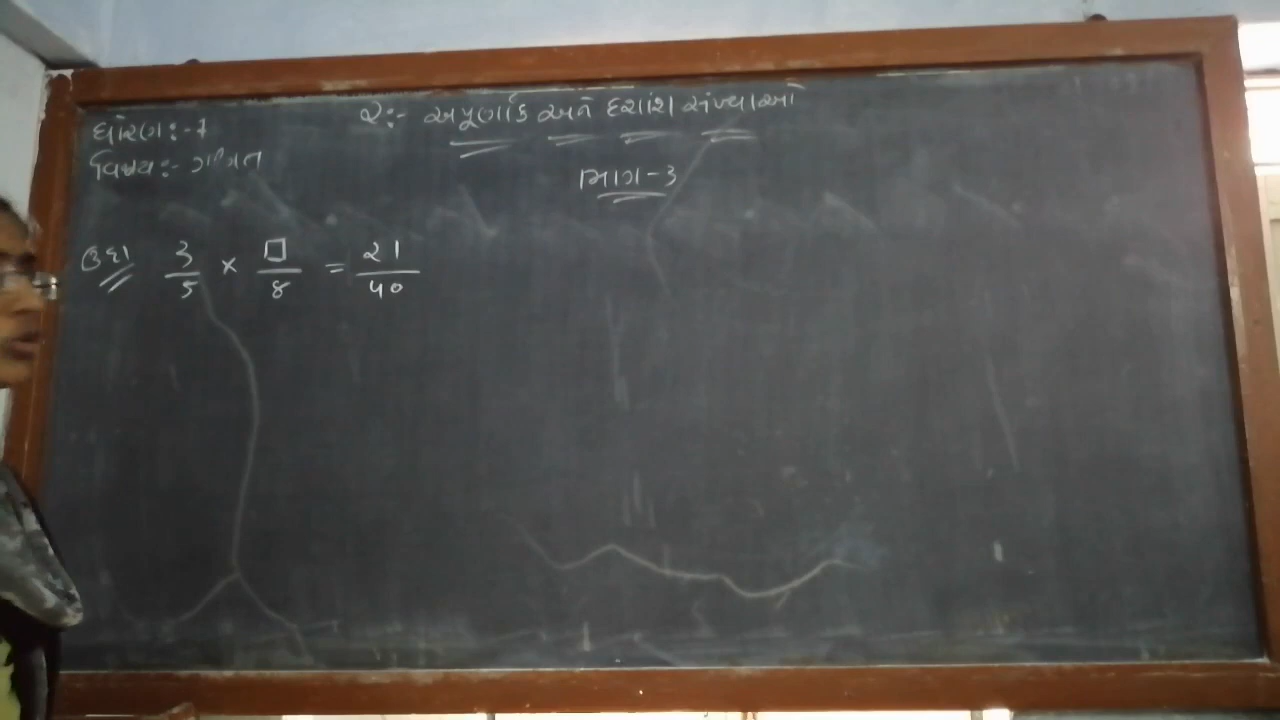 ધોરણ:- 7
૨:- અપૂર્ણાંક અને દશાંશ સંખ્યાઓ
વિષય:- ગણિત
ભાગ-3
ઉદા 3/5 × □/8 = 21/40